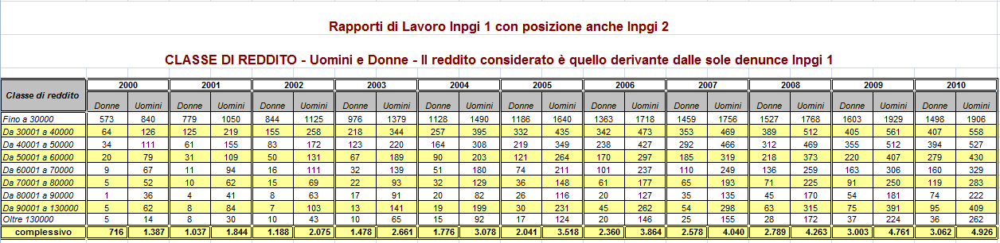 Rapporti di Lavoro Inpgi 1 con posizione anche Inpgi 2
CLASSE DI REDDITO - Uomini e Donne - Il reddito considerato è quello derivante dalle sole denunce Inpgi 1
Classe di reddito 2000 2001 2002 2003 2004 2005 2006 2007 2008 2009 2010
Donne Uomini Donne Uomini Donne Uomini Donne Uomini Donne Uomini Donne Uomini Donne Uomini Donne Uomini Donne Uomini Donne Uomini Donne Uomini
Fino a 30000 573 840 779 1050 844 1125 976 1379 1128 1490 1186 1640 1363 1718 1459 1756 1527 1768 1603 1929 1498 1906
Da 30001 a 40000 64 126 125 219 155 258 218 344 257 395 332 435 342 473 353 469 389 512 405 561 407 558
Da 40001 a 50000 34 111 61 155 83 172 123 220 164 308 219 349 238 427 292 466 312 469 355 512 394 527
Da 50001 a 60000 20 79 31 109 50 131 67 189 90 203 121 264 170 297 185 319 218 373 220 407 279 430
Da 60001 a 70000 9 67 11 94 16 111 32 139 51 180 74 211 101 237 110 249 136 259 163 306 160 329
Da 70001 a 80000 5 52 10 62 15 69 22 93 32 129 36 148 61 177 65 193 71 225 91 250 119 283
Da 80001 a 90000 1 36 4 41 8 63 17 91 20 82 26 116 20 127 35 135 45 170 54 181 74 222
Da 90001 a 130000 5 62 8 84 7 103 13 141 19 199 30 231 45 262 54 298 63 315 75 391 95 409
Oltre 130000 5 14 8 30 10 43 10 65 15 92 17 124 20 146 25 155 28 172 37 224 36 262
complessivo 716 1.387 1.037 1.844 1.188 2.075 1.478 2.661 1.776 3.078 2.041 3.518 2.360 3.864 2.578 4.040 2.789 4.263 3.003 4.761 3.062 4.926